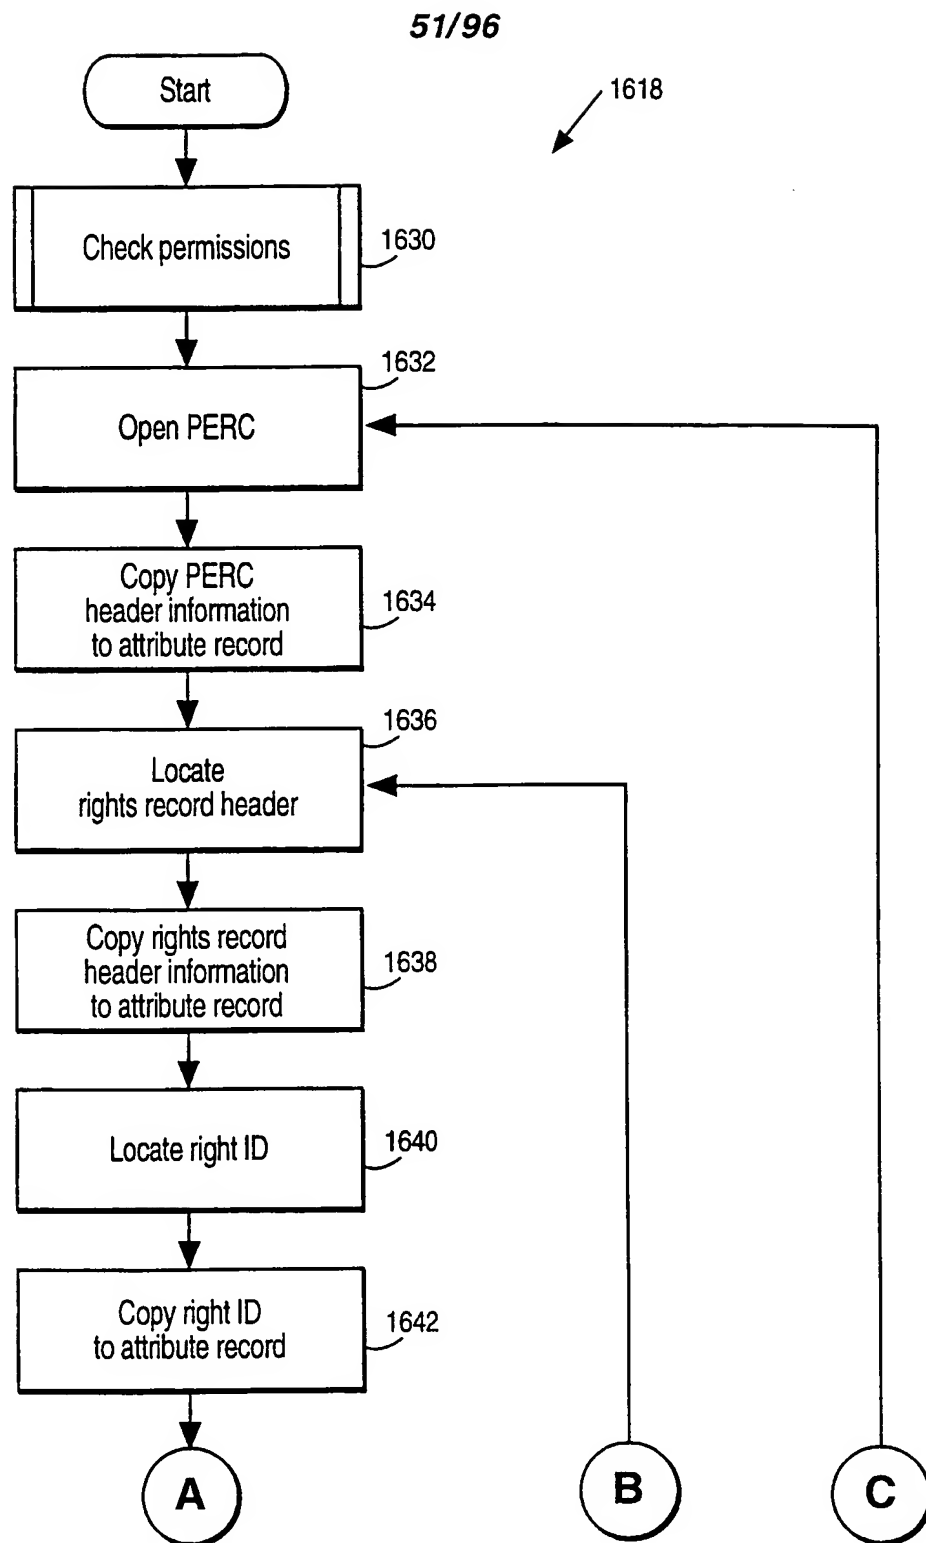 51/96
Start
1618
Check permissions
1630
1632
Open PERC
Copy PERC
header information
to attribute record
1634
1636
Locate
rights record header
Copy rights record
header information
to attribute record
1638
Locate right ID
1640
Copy right ID
to attribute record
1642
A
B
C